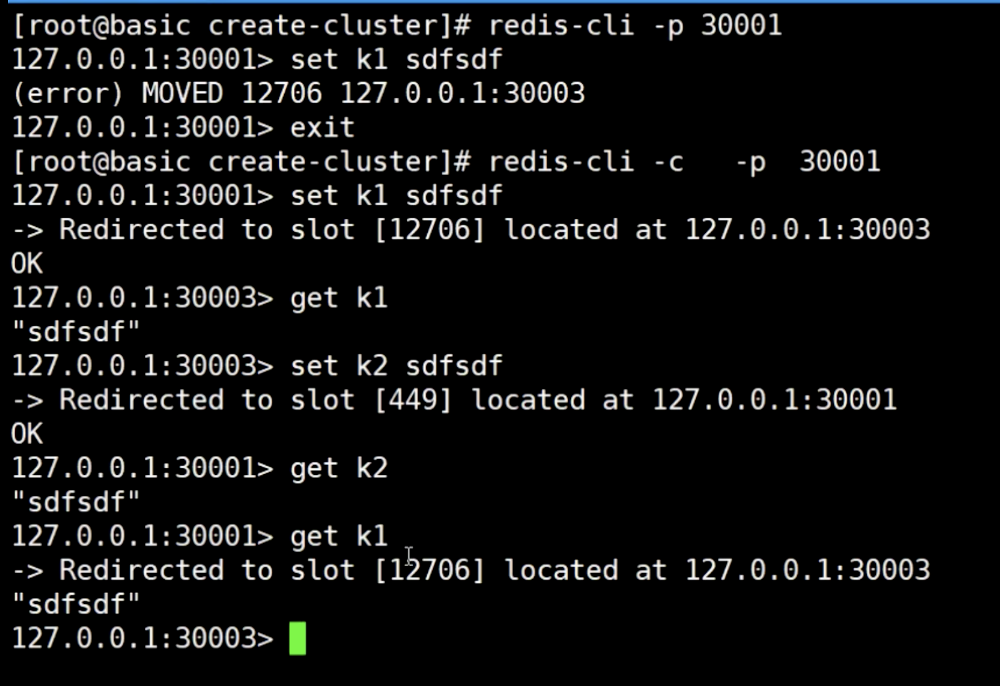 [root@basic create-cluster]# redis-cli -p 30001
127.0.0.1:30001> set k1 sdfsdf
(error) MOVED 12706 127.0.0.1:30003
127.0.0.1:30001> exit
[root@basic create-cluster]# redis-cli -c   -p  30001
127.0.0.1:30001> set k1 sdfsdf
-> Redirected to slot [12706] located at 127.0.0.1:30003
OK
127.0.0.1:30003> get k1
"sdfsdf"
127.0.0.1:30003> set k2 sdfsdf
-> Redirected to slot [449] located at 127.0.0.1:30001
OK
127.0.0.1:30001> get k2
"sdfsdf"
127.0.0.1:30001> get k1
-> Redirected to slot [12706] located at 127.0.0.1:30003
"sdfsdf"
127.0.0.1:30003>